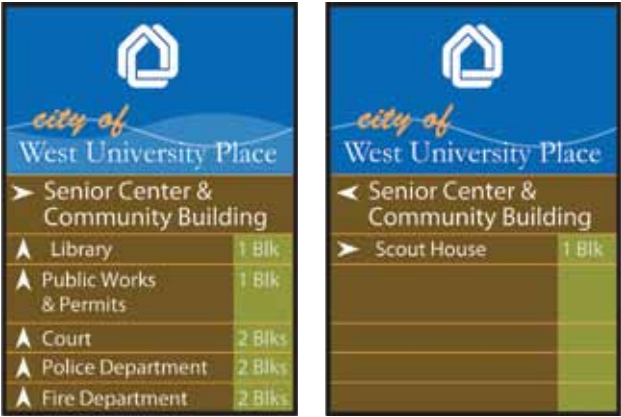 city of
West University Place
Senior Center &
Community Building
Library 1 Blk
Public Works 1 Blk
& Permits
Court 2 Blks
Police Department 2 Blks
Fire Department 2 Blks
city of
West University Place
Senior Center &
Community Building
Scout House 1 Blk